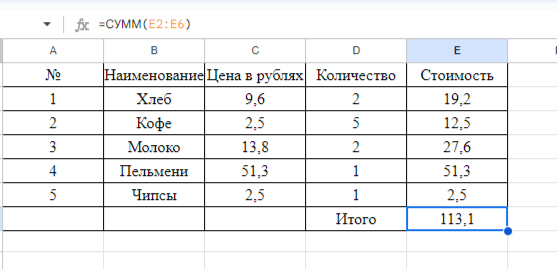 fx =СУММ(E2:E6)
A B C D E
№ Наименование Цена в рублях Количество Стоимость
1 Хлеб 9,6 2 19,2
2 Кофе 2,5 5 12,5
3 Молоко 13,8 2 27,6
4 Пельмени 51,3 1 51,3
5 Чипсы 2,5 1 2,5
Итого 113,1